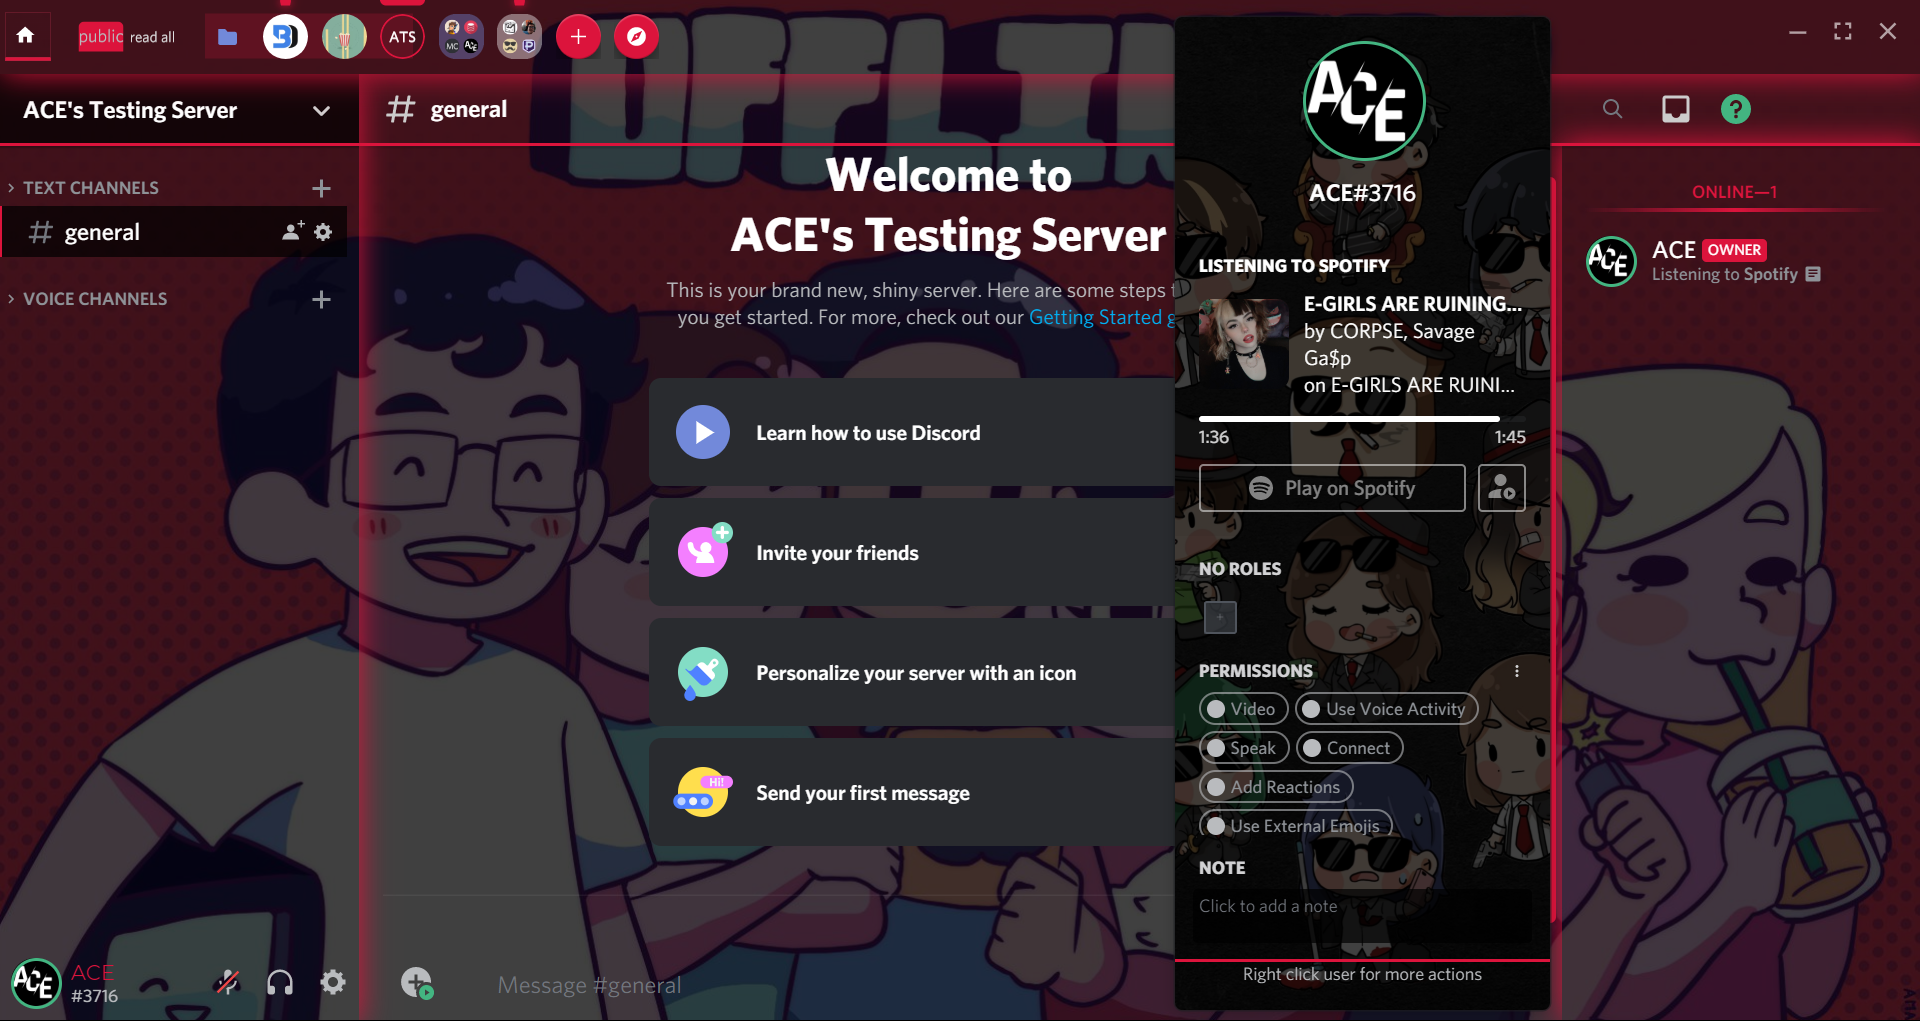 public read all
ATS
MC
ACE's Testing Server
# general
TEXT CHANNELS
# general
VOICE CHANNELS
Welcome to
ACE's Testing Server
This is your brand new, shiny server. Here are some steps
you get started. For more, check out our Getting Started
Learn how to use Discord
Invite your friends
Personalize your server with an icon
Hi!
Send your first message
Message #general
ACE
ACE
#3716
ACE
ACE#3716
LISTENING TO SPOTIFY
E-GIRLS ARE RUINING...
by CORPSE, Savage
Ga$p
on E-GIRLS ARE RUINI...
1:36 1:45
Play on Spotify
NO ROLES
PERMISSIONS
Video Use Voice Activity
Speak Connect
Add Reactions
Use External Emojis
NOTE
Click to add a note
Right click user for more actions
ONLINE—1
ACE
ACE OWNER
Listening to Spotify